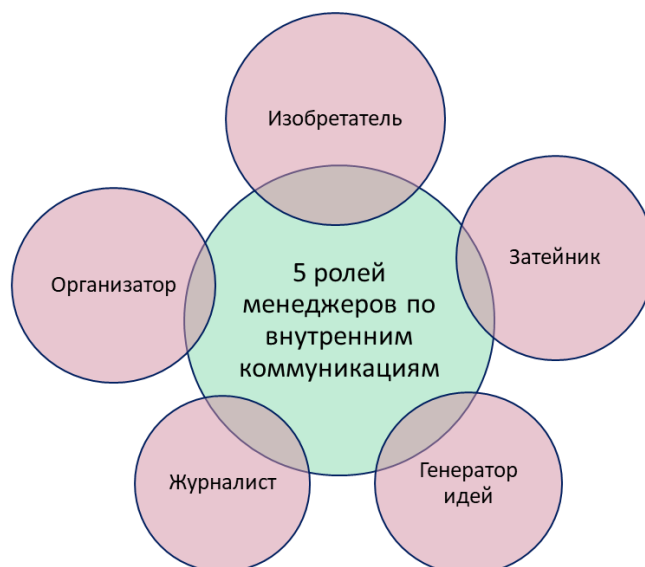 Изобретатель
Затейник
Организатор
5 ролей
менеджеров по
внутренним
коммуникациям
Журналист
Генератор
идей